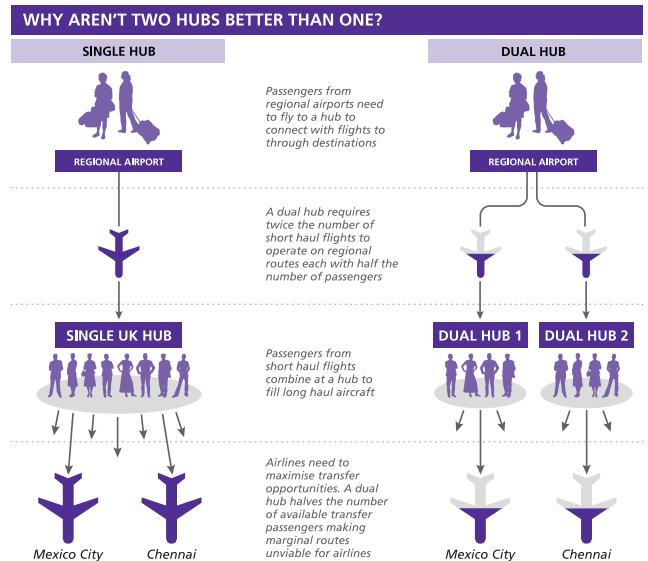 WHY AREN'T TWO HUBS BETTER THAN ONE?
SINGLE HUB
DUAL HUB
Passengers from
regional airports need
to fly to a hub to
connect with flights to
through destinations
REGIONAL AIRPORT
REGIONAL AIRPORT
A dual hub requires
twice the number of
short haul flights to
operate on regional
routes each with half the
number of passengers
SINGLE UK HUB
DUAL HUB 1
DUAL HUB 2
Passengers from
short haul flights
combine at a hub to
fill long haul aircraft
Airlines need to
maximise transfer
opportunities. A dual
hub halves the number
of available transfer
passengers making
marginal routes
unviable for airlines
Mexico City
Chennai
Mexico City
Chennai